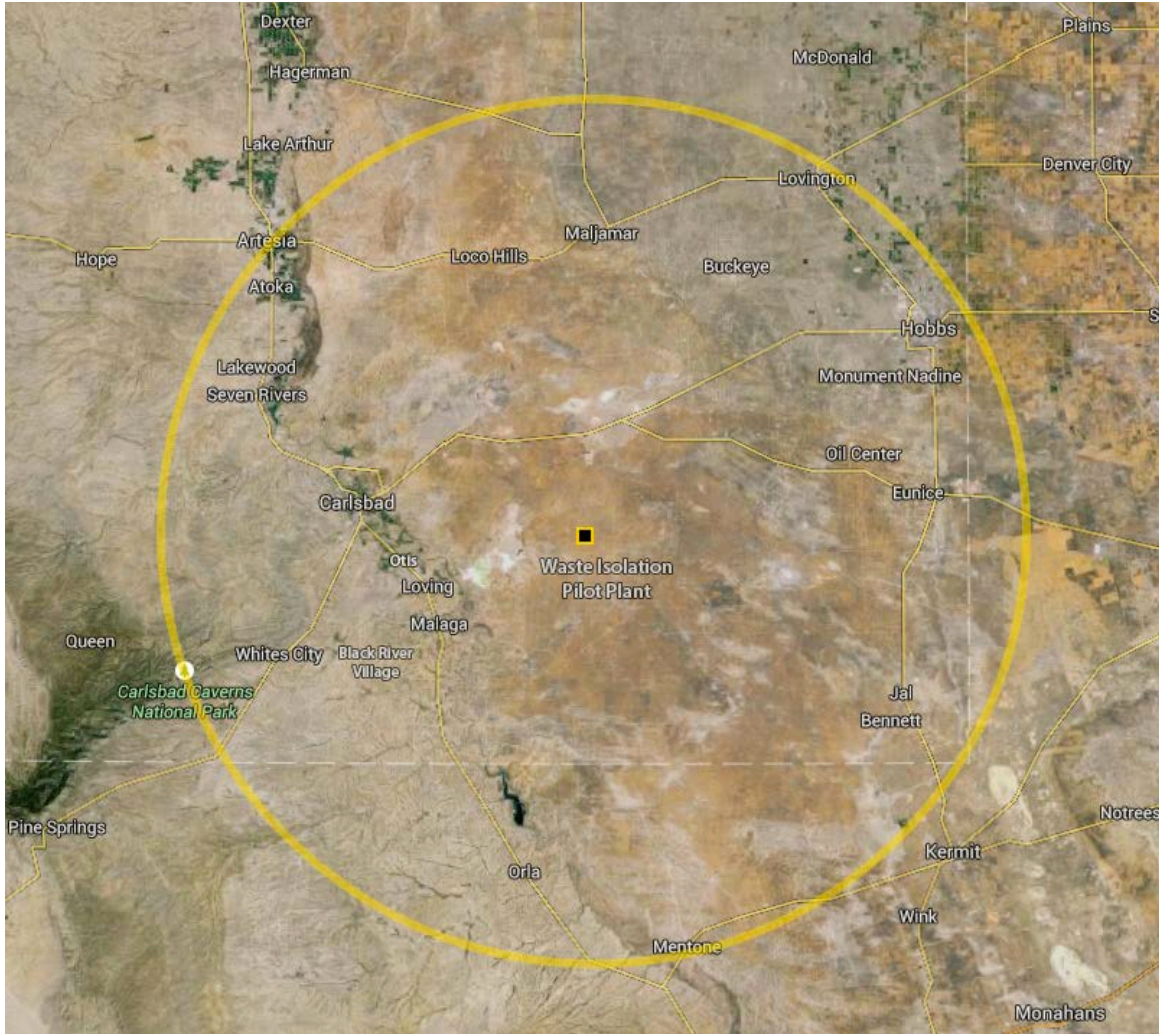 Dexter
Plains
McDonald
Hagerman
Lake Arthur
Denver City
Lovington
Maljamar
Artesia
Loco Hills
Hope
Buckeye
Atoka
S
Hobbs
Lakewood
Monument Nadine
Seven Rivers
Oil Center
Eunice
Carlsbad
Otis
Waste Isolation
Pilot Plant
Loving
Malaga
Queen
Whites City
Black River
Village
Carlsbad Caverns
National Park
Jal
Bennett
Pine Springs
Notrees
Kermit
Orla
Wink
Mentone
Monahans